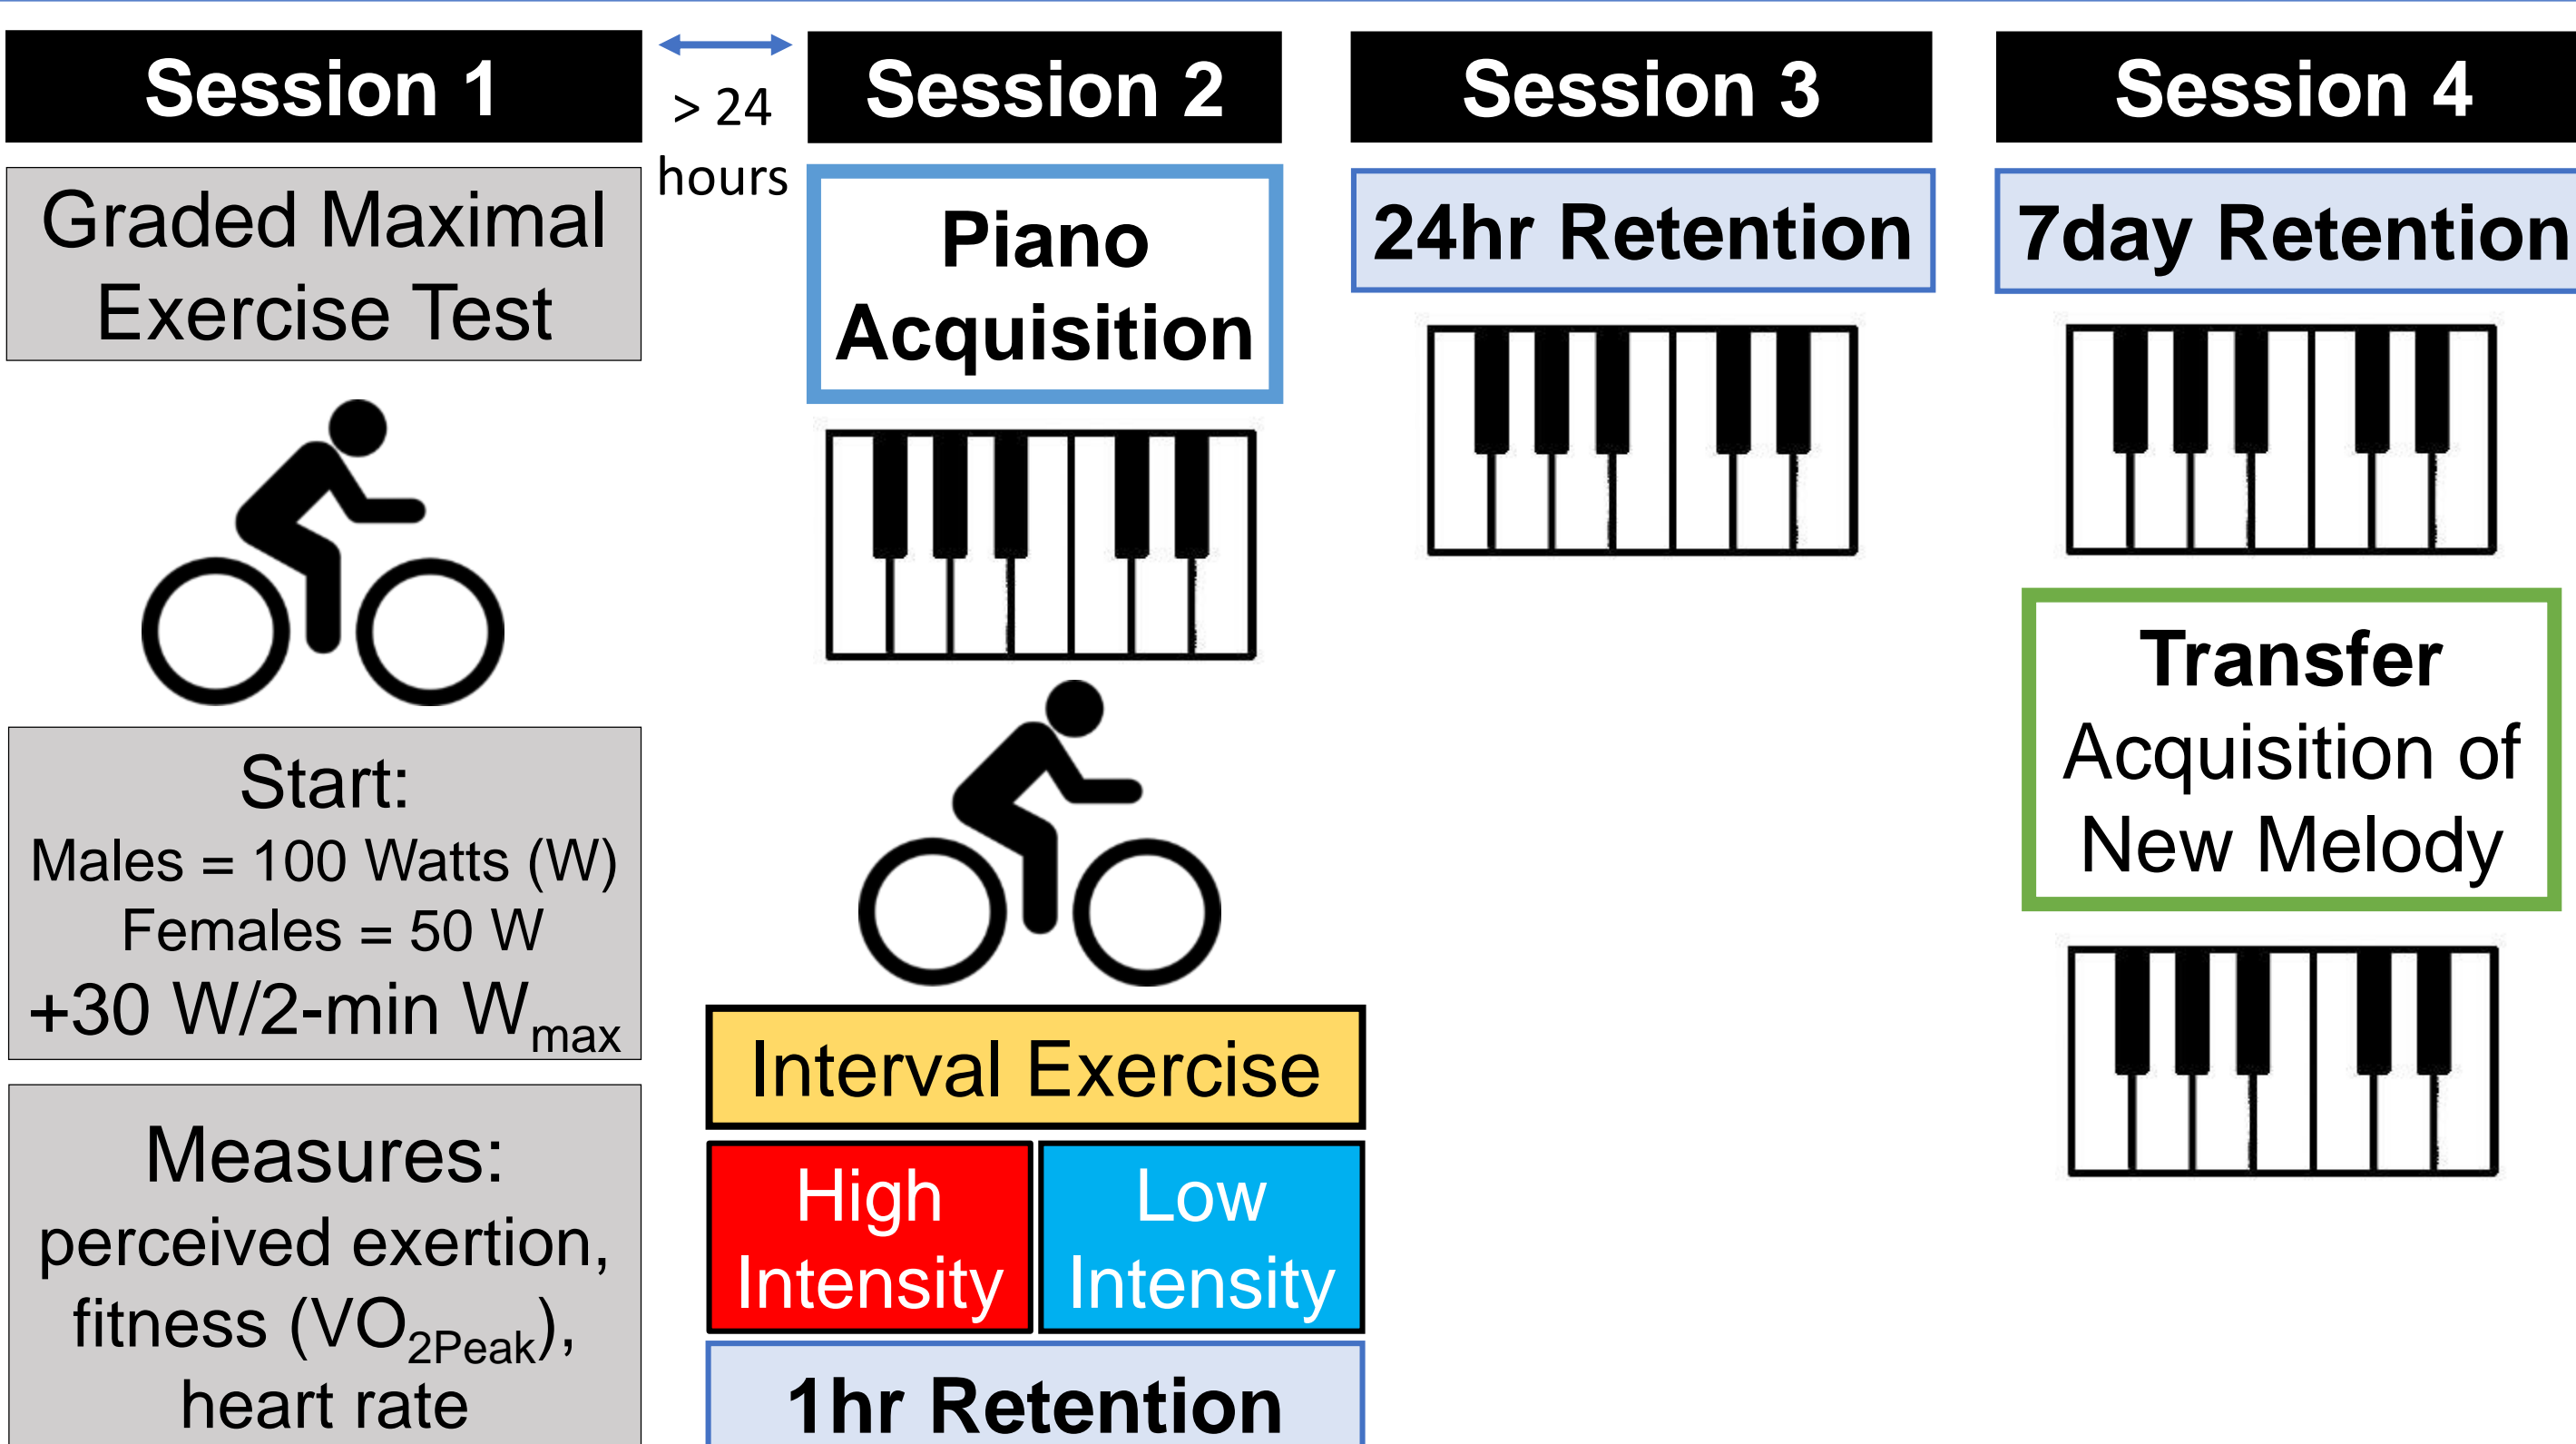 Session 1
> 24
hours
Session 2
Session 3
Session 4
Graded Maximal
Exercise Test
Start:
Males = 100 Watts (W)
Females = 50 W
+30 W/2-min Wmax
Measures:
perceived exertion,
fitness (VO2Peak),
heart rate
Piano
Acquisition
Interval Exercise
High
Intensity
Low
Intensity
1hr Retention
24hr Retention
7day Retention
Transfer
Acquisition of
New Melody